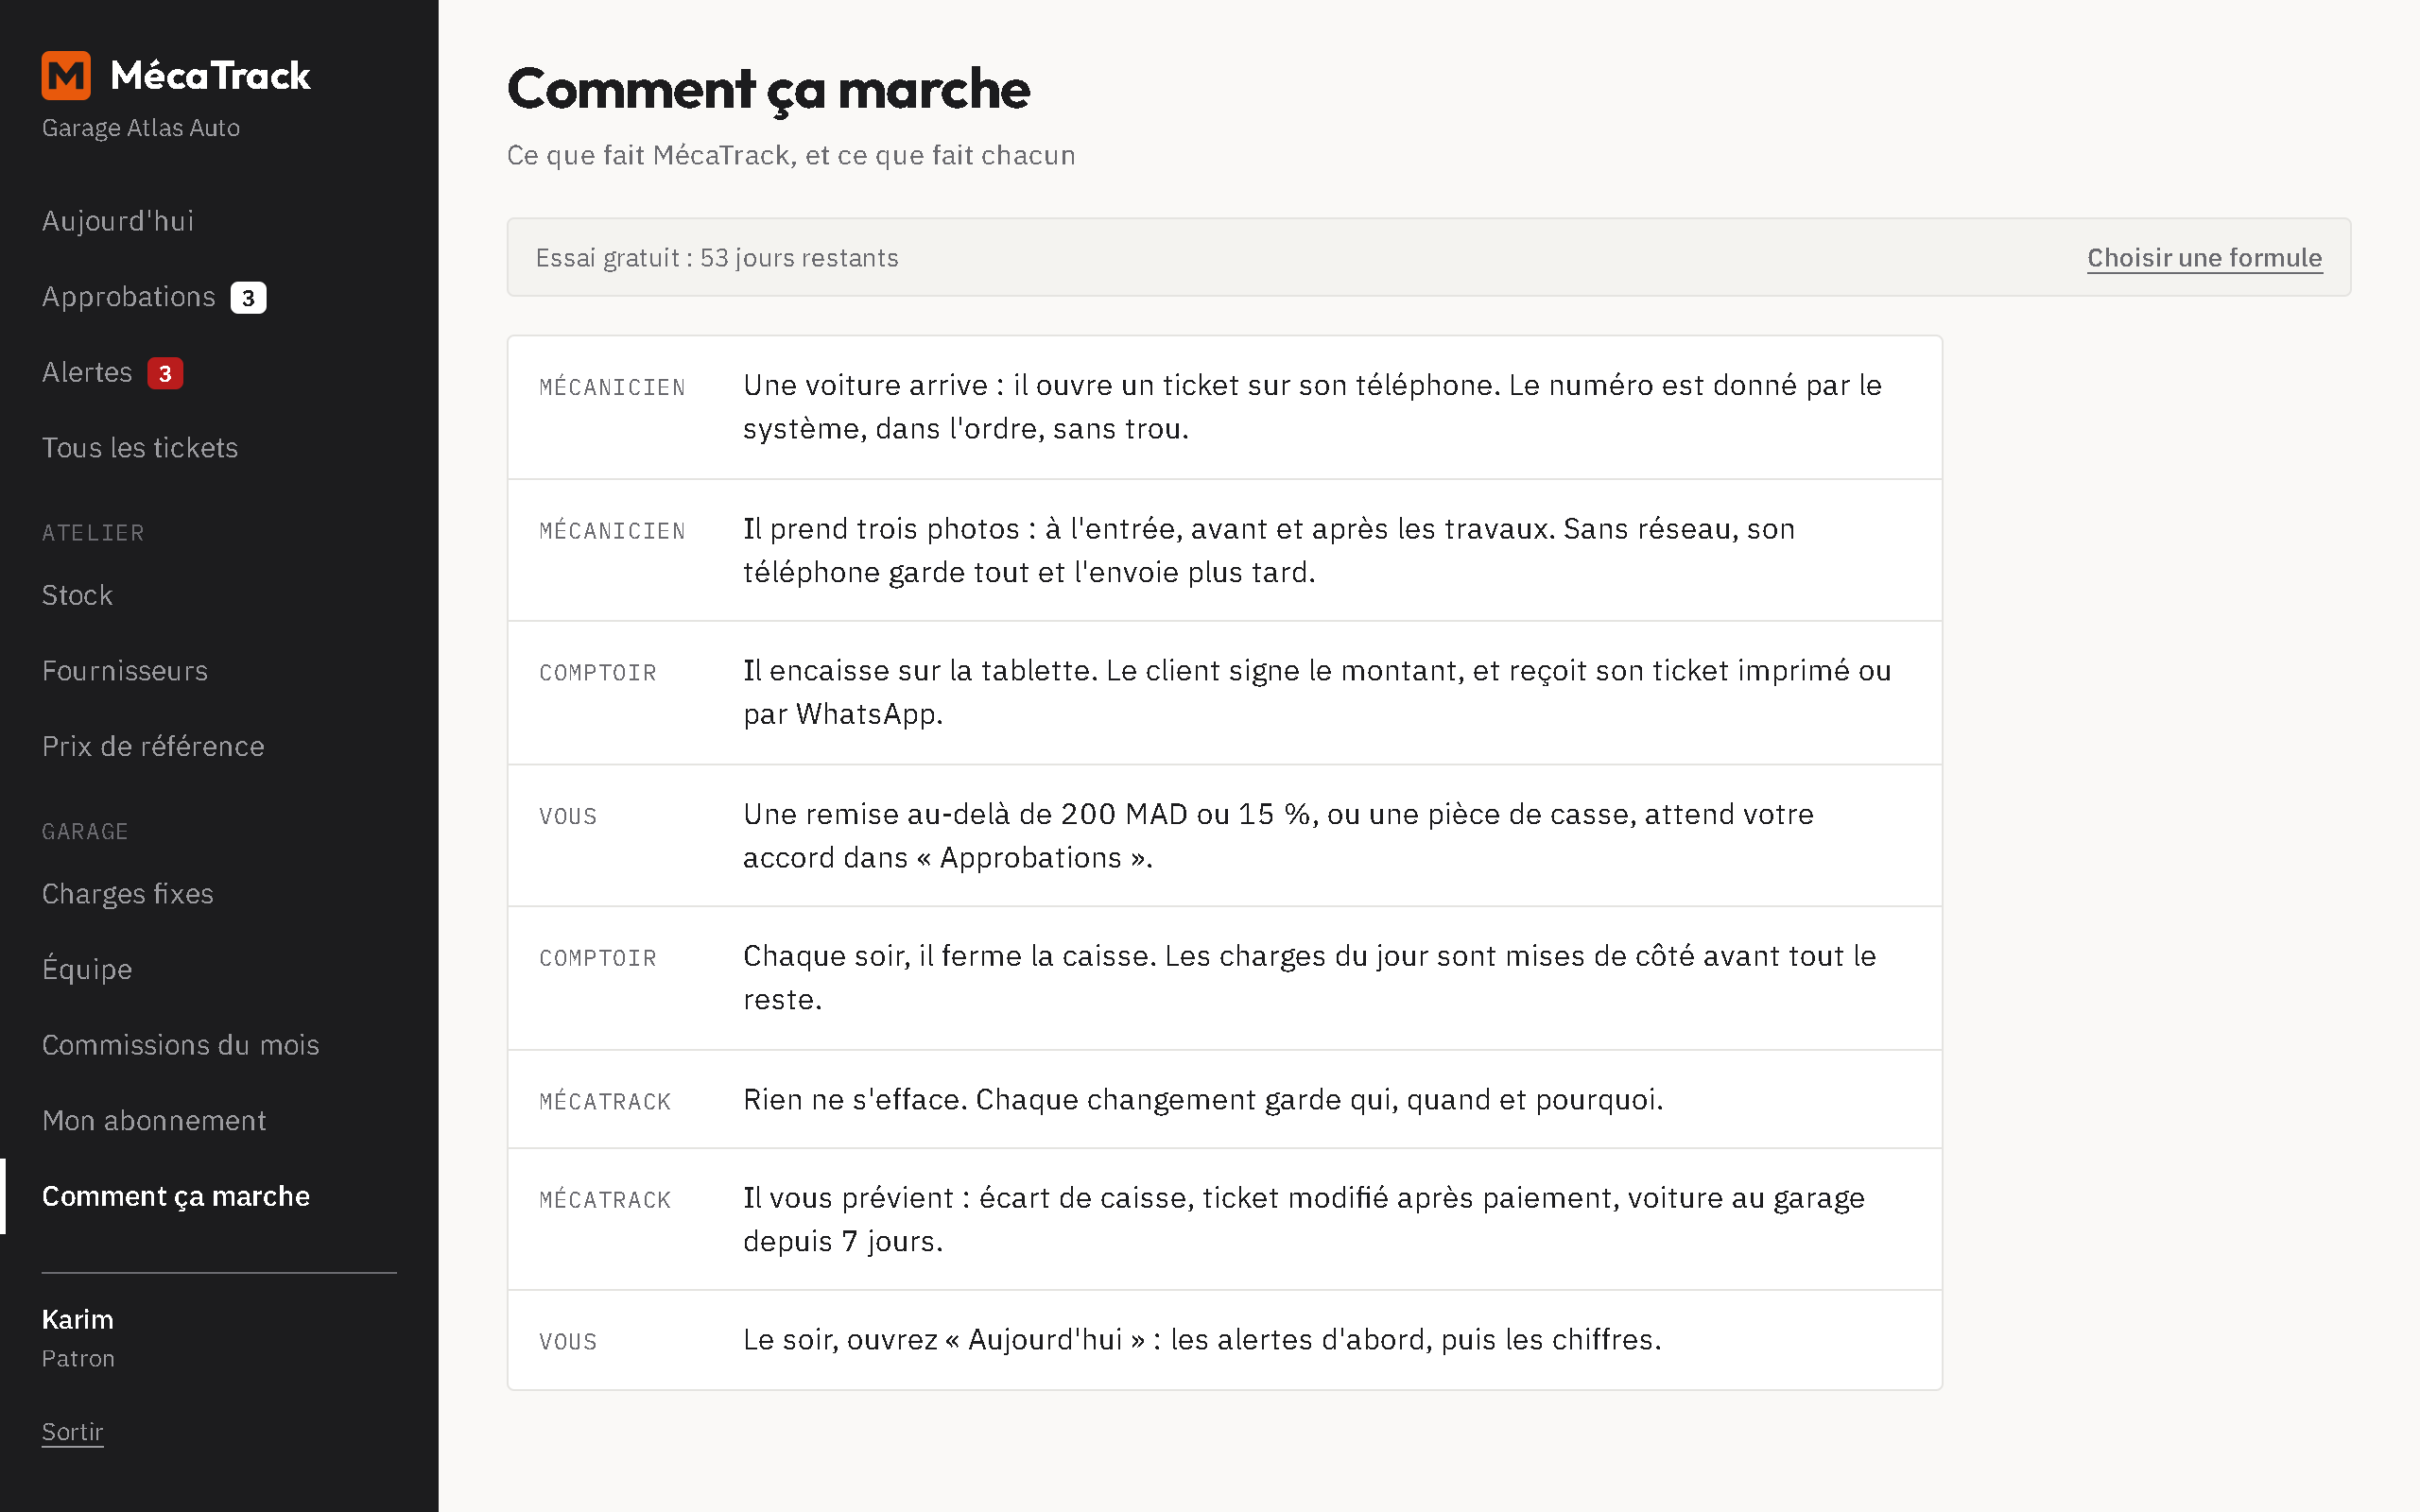 M MécaTrack
Garage Atlas Auto
Aujourd'hui
Approbations 3
Alertes 3
Tous les tickets
ATELIER
Stock
Fournisseurs
Prix de référence
GARAGE
Charges fixes
Équipe
Commissions du mois
Mon abonnement
Comment ça marche
Karim
Patron
Sortir
Comment ça marche
Ce que fait MécaTrack, et ce que fait chacun
Essai gratuit : 53 jours restants
Choisir une formule
MÉCANICIEN
Une voiture arrive : il ouvre un ticket sur son téléphone. Le numéro est donné par le
système, dans l'ordre, sans trou.
MÉCANICIEN
Il prend trois photos : à l'entrée, avant et après les travaux. Sans réseau, son
téléphone garde tout et l'envoie plus tard.
COMPTOIR
Il encaisse sur la tablette. Le client signe le montant, et reçoit son ticket imprimé ou
par WhatsApp.
VOUS
Une remise au-delà de 200 MAD ou 15 %, ou une pièce de casse, attend votre
accord dans « Approbations ».
COMPTOIR
Chaque soir, il ferme la caisse. Les charges du jour sont mises de côté avant tout le
reste.
MÉCATRACK
Rien ne s'efface. Chaque changement garde qui, quand et pourquoi.
MÉCATRACK
Il vous prévient : écart de caisse, ticket modifié après paiement, voiture au garage
depuis 7 jours.
VOUS
Le soir, ouvrez « Aujourd'hui » : les alertes d'abord, puis les chiffres.